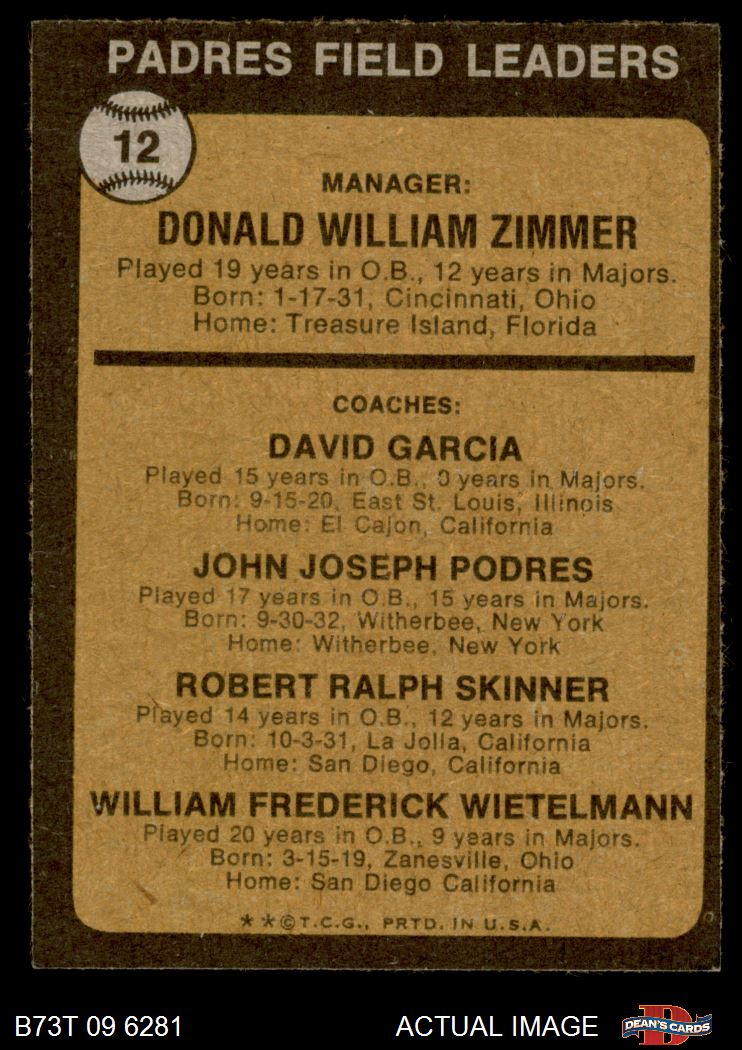 PADRES FIELD LEADERS
12
MANAGER:
DONALD WILLIAM ZIMMER
Played 19 years in O.B., 12 years in Majors.
Born: 1-17-31, Cincinnati, Ohio
Home: Treasure Island, Florida
COACHES:
DAVID GARCIA
Played 15 years in O.B., 0 years in Majors.
Born: 9-15-20, East St. Louis, Illinois
Home: El Cajon, California
JOHN JOSEPH PODRES
Played 17 years in O.B., 15 years in Majors.
Born: 9-30-32, Witherbee, New York
Home: Witherbee, New York
ROBERT RALPH SKINNER
Played 14 years in O.B., 12 years in Majors.
Born: 10-3-31, La Jolla, California
Home: San Diego, California
WILLIAM FREDERICK WIETELMANN
Played 20 years in O.B., 9 years in Majors.
Born: 3-15-19, Zanesville, Ohio
Home: San Diego California
**©T.C.G., PRTD. IN U.S.A.
B73T 09 6281 ACTUAL IMAGE D DEAN'S CARDS